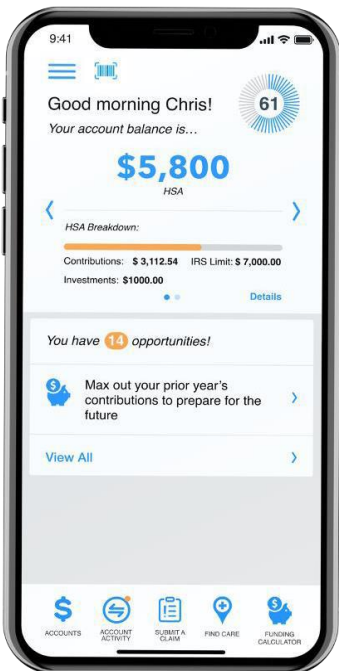 9:41
Good morning Chris!
61
Your account balance is...
$5,800
HSA
HSA Breakdown:
Contributions: $ 3,112.54 IRS Limit: $ 7,000.00
Investments: $1000.00
Details
You have 14 opportunities!
Max out your prior year's
contributions to prepare for the
future
View All
ACCOUNTS
ACCOUNT
ACTIVITY
SUBMIT A
CLAIM
FIND CARE
FUNDING
CALCULATOR